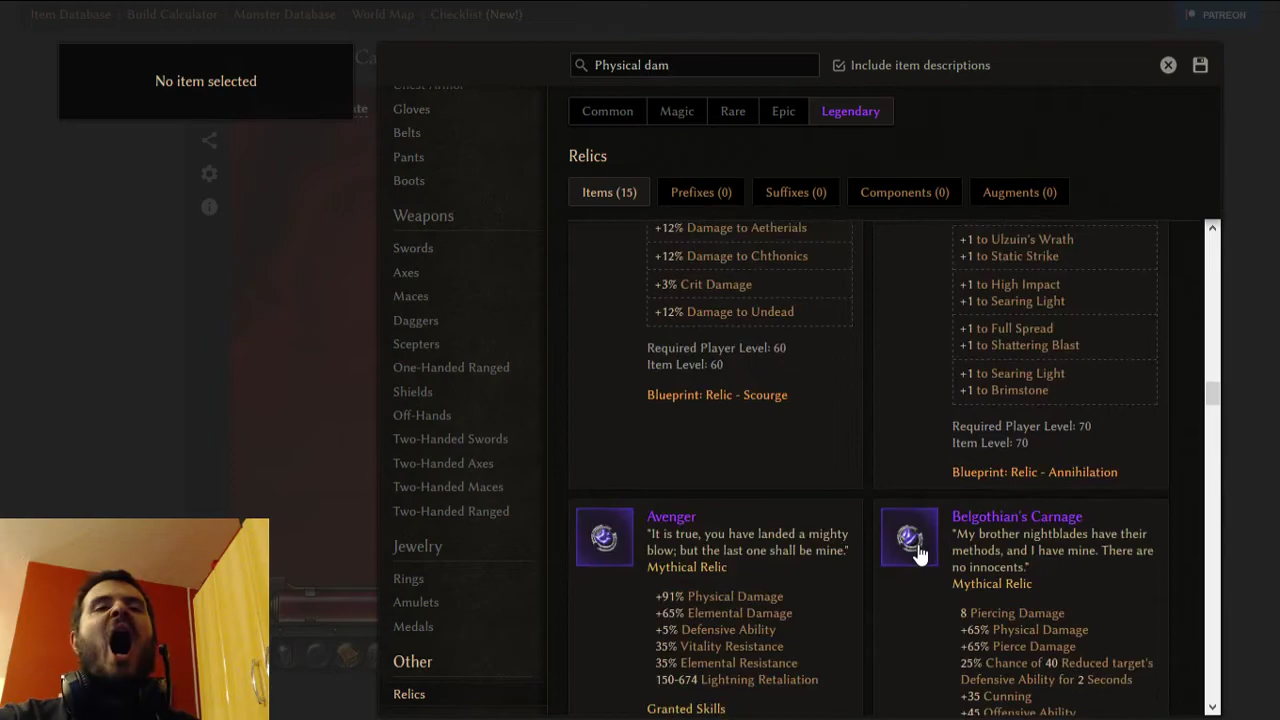 Item Database
Build Calculator
Monster Database
World Map
Checklist (New!)
PATREON
No item selected
Physical dam
Include item descriptions
Common
Magic
Rare
Epic
Legendary
Gloves
Belts
Pants
Boots
Weapons
Swords
Axes
Maces
Daggers
Scepters
One-Handed Ranged
Shields
Off-Hands
Two-Handed Swords
Two-Handed Axes
Two-Handed Maces
Two-Handed Ranged
Jewelry
Rings
Amulets
Medals
Other
Relics
Relics
Items (15)
Prefixes (0)
Suffixes (0)
Components (0)
Augments (0)
+12% Damage to Aetherials
+12% Damage to Chthonics
+3% Crit Damage
+12% Damage to Undead
Required Player Level: 60
Item Level: 60
Blueprint: Relic - Scourge
+1 to Ulzuin's Wrath
+1 to Static Strike
+1 to High Impact
+1 to Searing Light
+1 to Full Spread
+1 to Shattering Blast
+1 to Searing Light
+1 to Brimstone
Required Player Level: 70
Item Level: 70
Blueprint: Relic - Annihilation
Avenger
"It is true, you have landed a mighty
blow; but the last one shall be mine."
Mythical Relic
+91% Physical Damage
+65% Elemental Damage
+5% Defensive Ability
35% Vitality Resistance
35% Elemental Resistance
150-674 Lightning Retaliation
Granted Skills
Belgothian's Carnage
"My brother nightblades have their
methods, and I have mine. There are
no innocents."
Mythical Relic
8 Piercing Damage
+65% Physical Damage
+65% Pierce Damage
25% Chance of 40 Reduced target's
Defensive Ability for 2 Seconds
+35 Cunning
+45 Offensive Ability